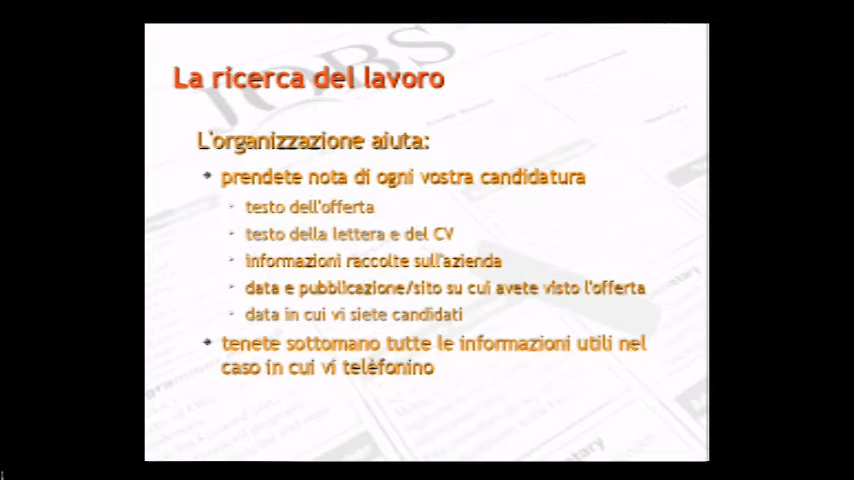 JOBS
La ricerca del lavoro
L'organizzazione aiuta:
prendete nota di ogni vostra candidatura
- testo dell'offerta
- testo della lettera e del CV
- informazioni raccolte sull'azienda
- data e pubblicazione/sito su cui avete visto l'offerta
- data in cui vi siete candidati
tenete sottomano tutte le informazioni utili nel
caso in cui vi telefonino